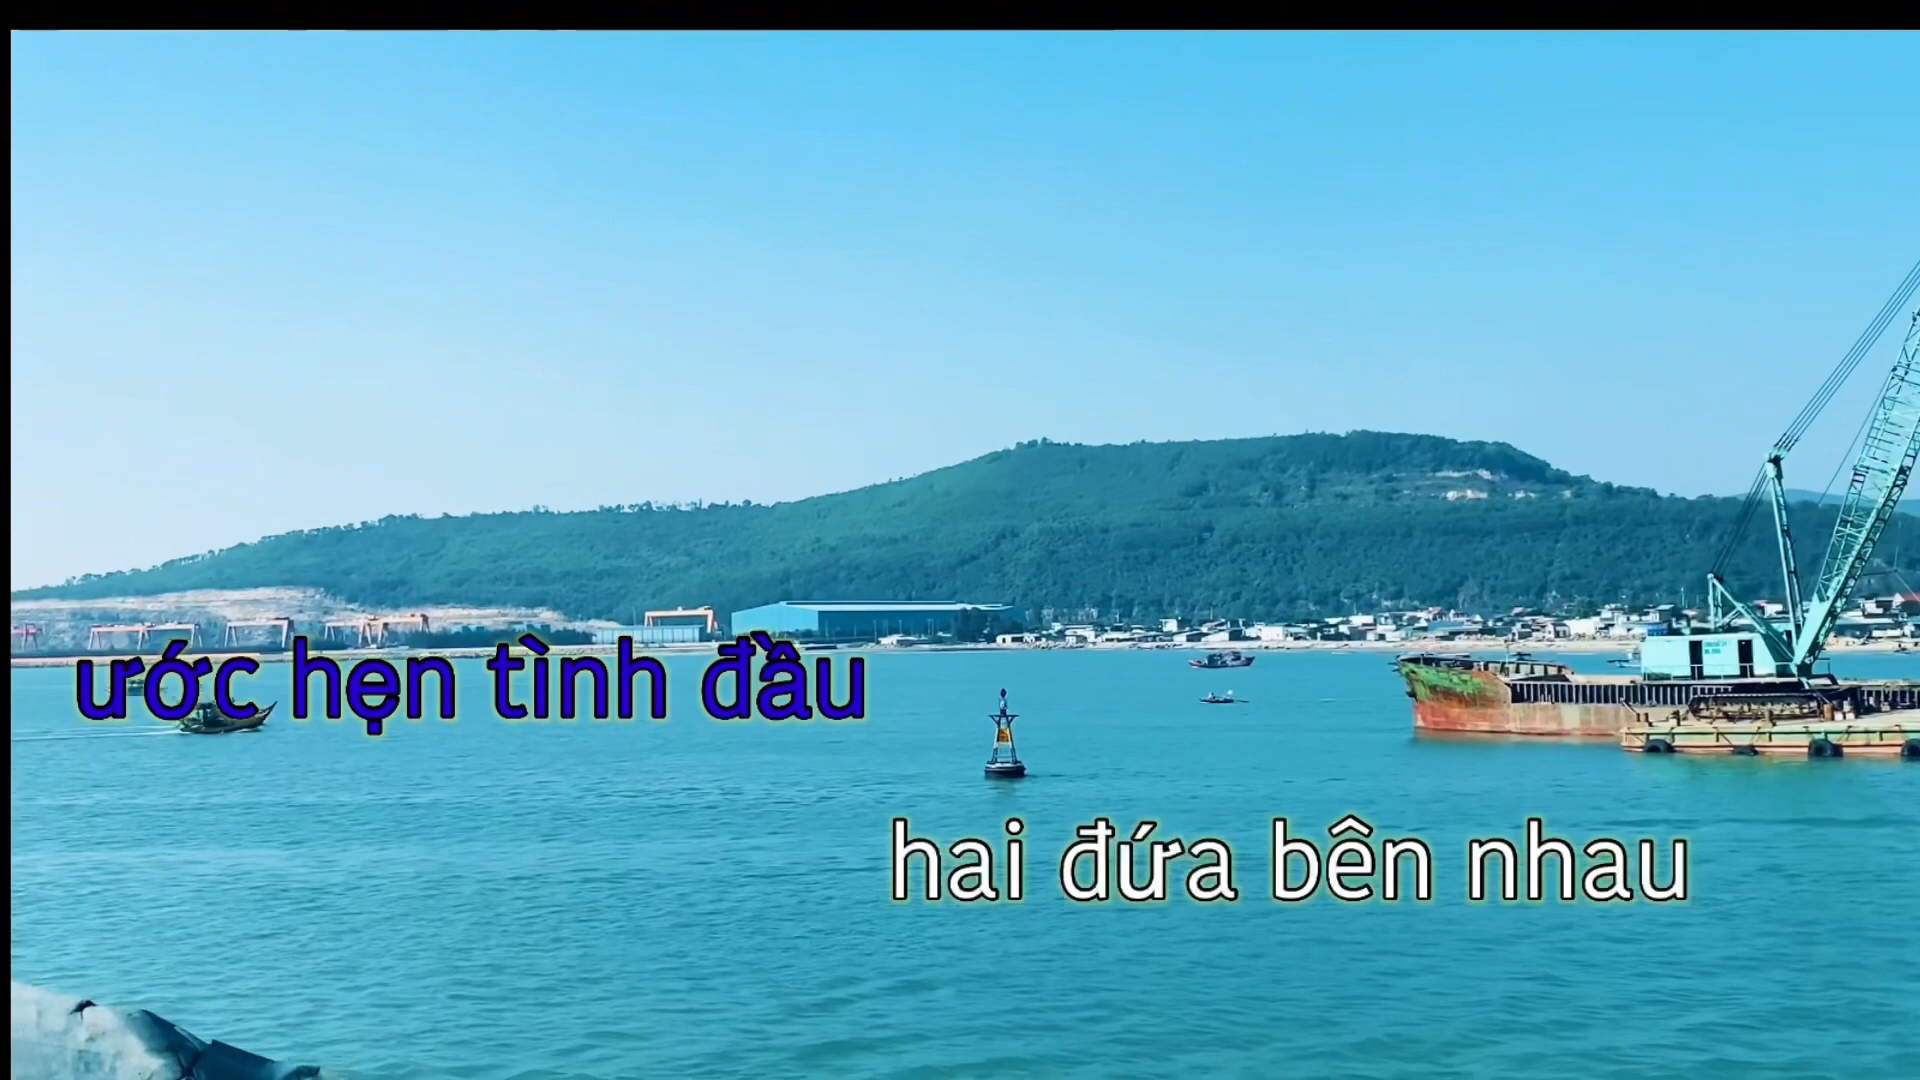 ước hẹn tình đầu
hai đứa bên nhau